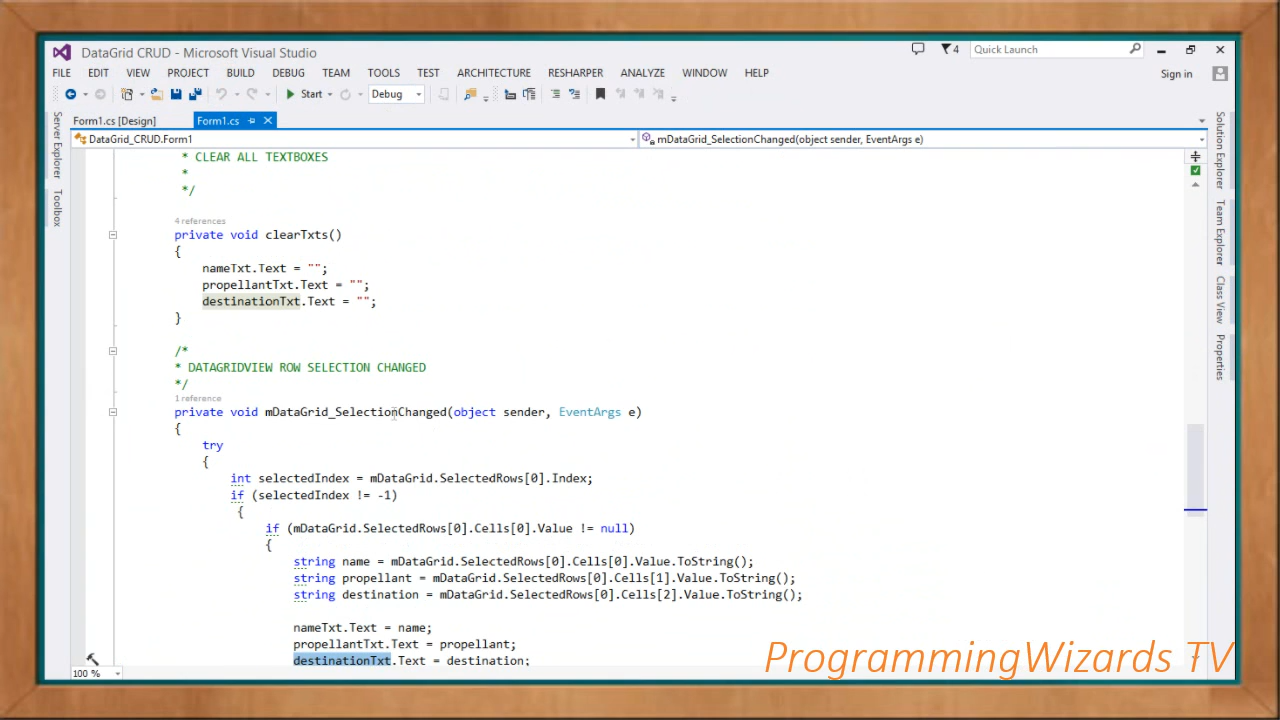 DataGrid CRUD - Microsoft Visual Studio
4
Quick Launch
FILE EDIT VIEW PROJECT BUILD DEBUG TEAM TOOLS TEST ARCHITECTURE RESHARPER ANALYZE WINDOW HELP
Sign in
Start
Debug
Form1.cs [Design]
Form1.cs
DataGrid_CRUD.Form1
mDataGrid_SelectionChanged(object sender, EventArgs e)
Server Explorer
Toolbox
Solution Explorer
Team Explorer
Class View
Properties
* CLEAR ALL TEXTBOXES
*
*/
4 references
private void clearTxts()
{
nameTxt.Text = "";
propellantTxt.Text = "";
destinationTxt.Text = "";
}
/*
* DATAGRIDVIEW ROW SELECTION CHANGED
*/
1 reference
private void mDataGrid_SelectionChanged(object sender, EventArgs e)
{
try
{
int selectedIndex = mDataGrid.SelectedRows[0].Index;
if (selectedIndex != -1)
{
if (mDataGrid.SelectedRows[0].Cells[0].Value != null)
{
string name = mDataGrid.SelectedRows[0].Cells[0].Value.ToString();
string propellant = mDataGrid.SelectedRows[0].Cells[1].Value.ToString();
string destination = mDataGrid.SelectedRows[0].Cells[2].Value.ToString();
nameTxt.Text = name;
propellantTxt.Text = propellant;
destinationTxt.Text = destination;
100 %
ProgrammingWizards TV